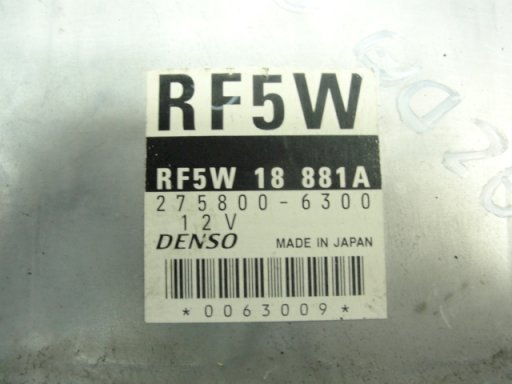 RF5W
RF5W 18 881A
275800-6300
12V
DENSO MADE IN JAPAN
*0063009*